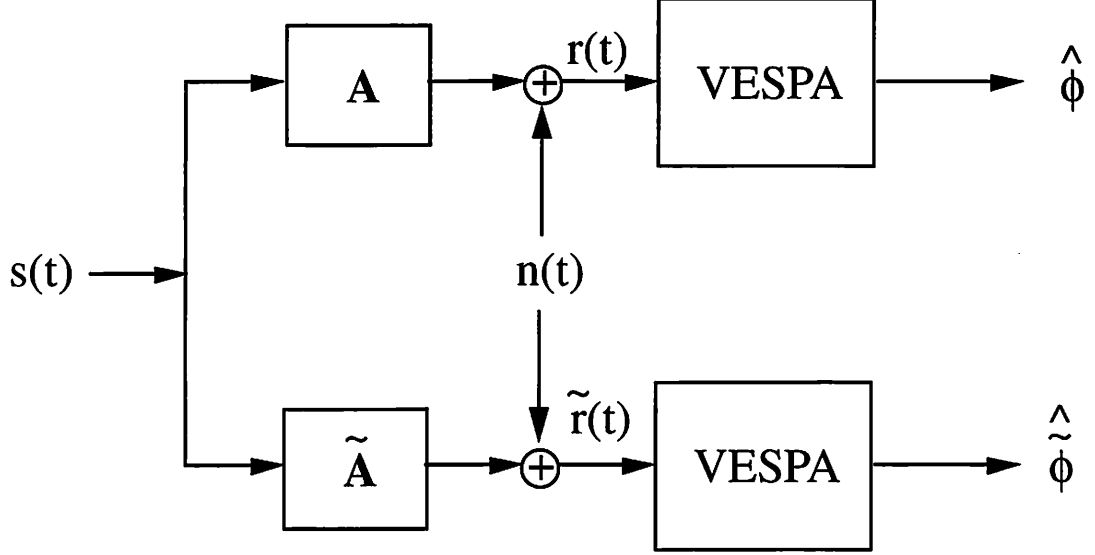 A
r(t)
VESPA
ϕ̂
s(t)
n(t)
Ã
r̃(t)
VESPA
ϕ̃̂